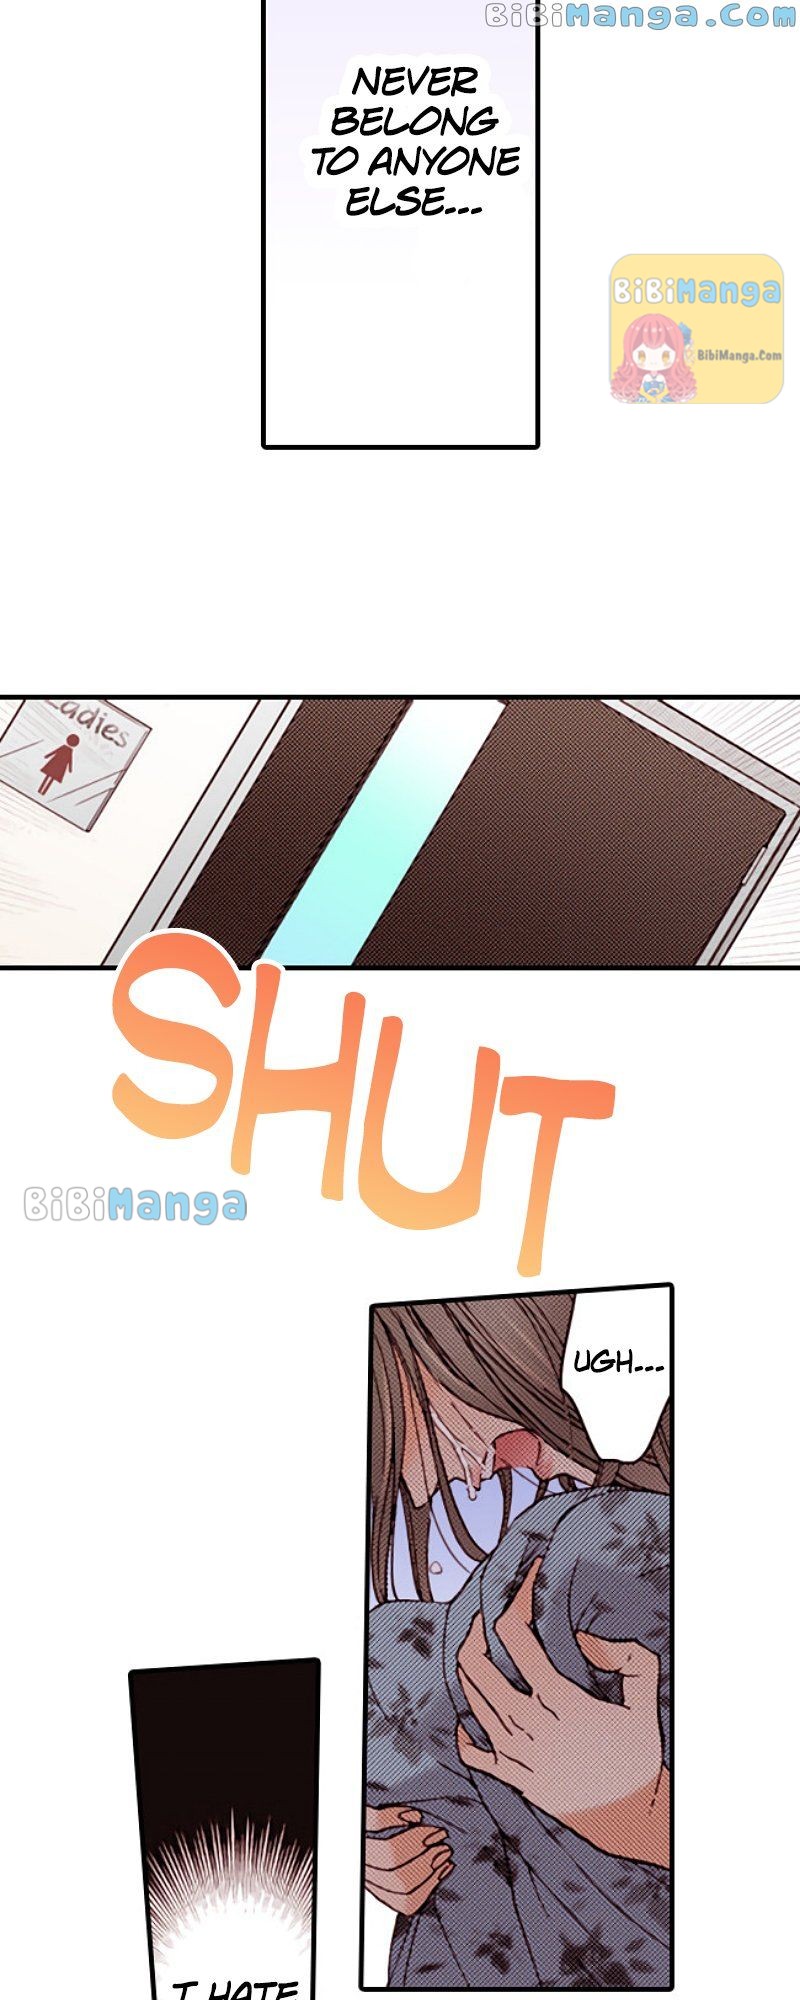 BiBiManga.Com
NEVER
BELONG
TO ANYONE
ELSE...
BiBiManga
BibiManga.Com
Ladies
SHUT
BiBiManga
UGH...
I HATE